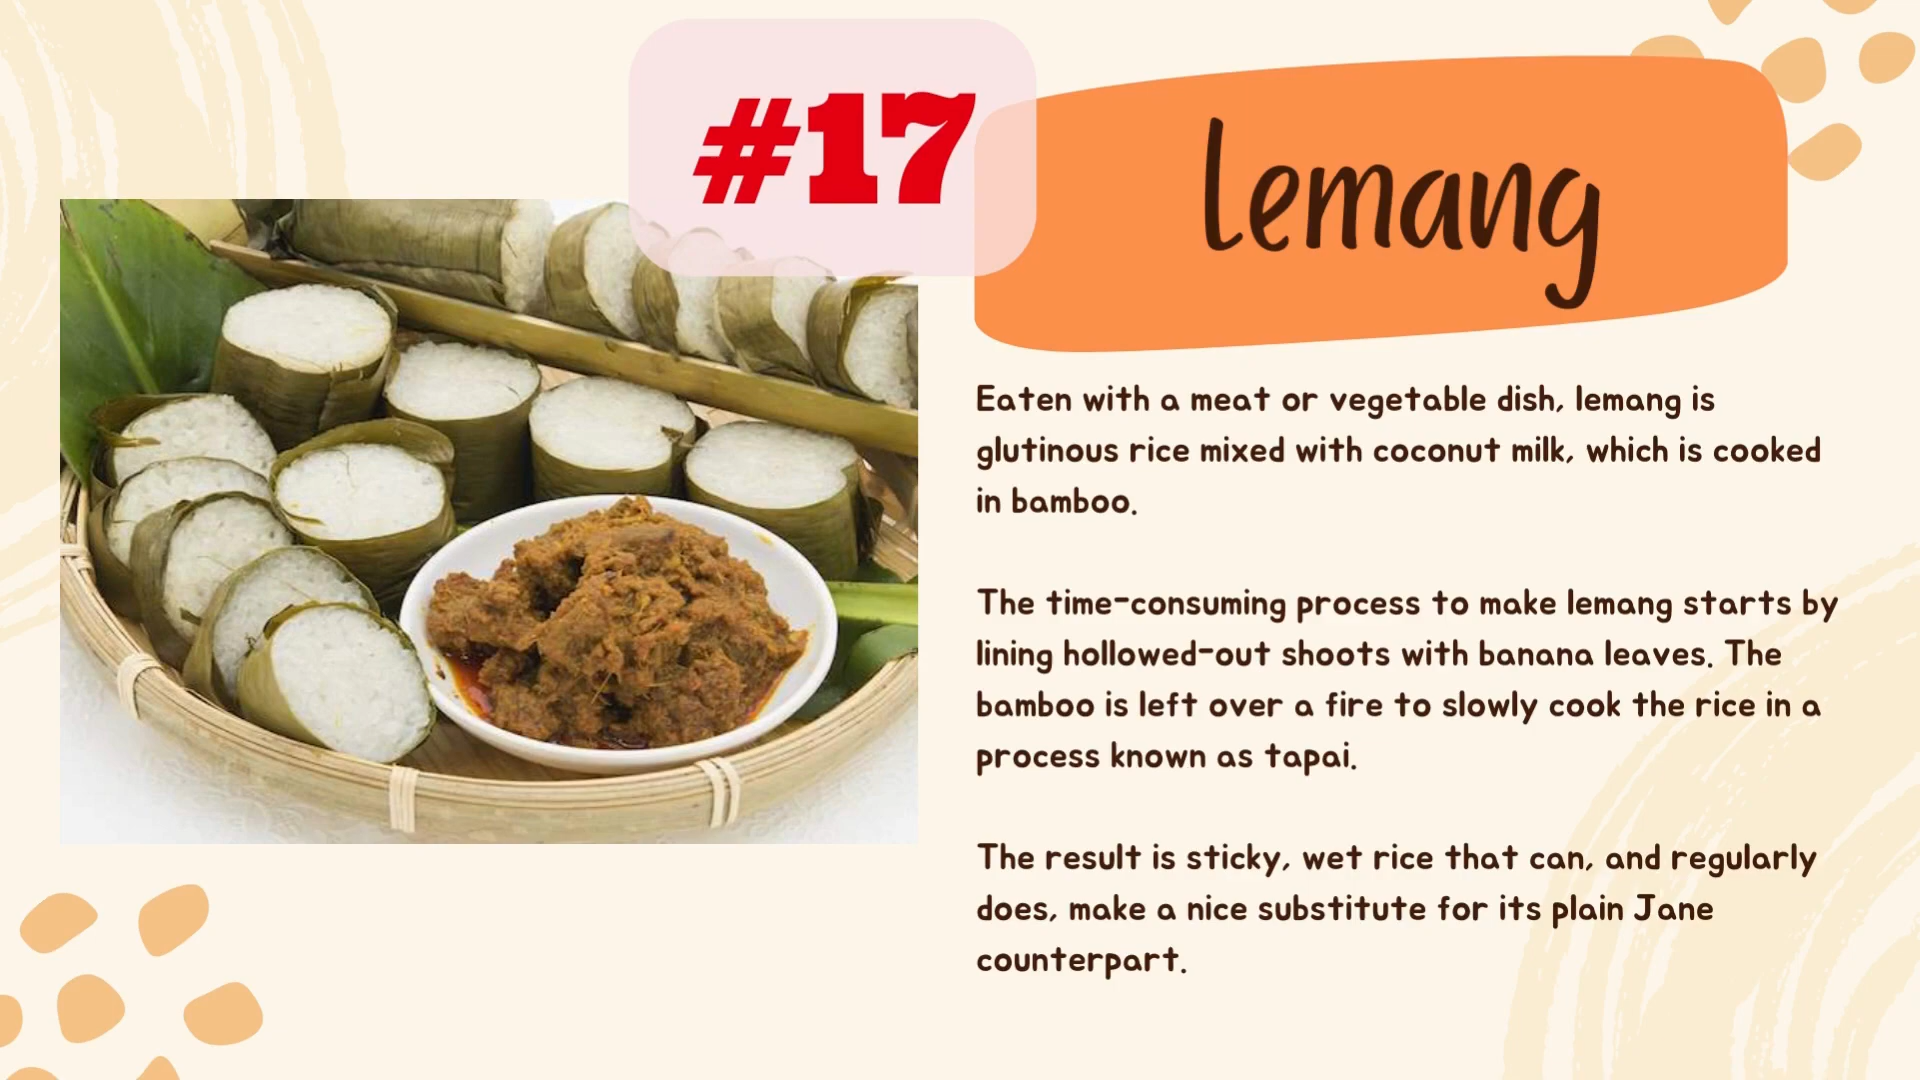 #17
lemang
Eaten with a meat or vegetable dish, lemang is
glutinous rice mixed with coconut milk, which is cooked
in bamboo.
The time-consuming process to make lemang starts by
lining hollowed-out shoots with banana leaves. The
bamboo is left over a fire to slowly cook the rice in a
process known as tapai.
The result is sticky, wet rice that can, and regularly
does, make a nice substitute for its plain Jane
counterpart.